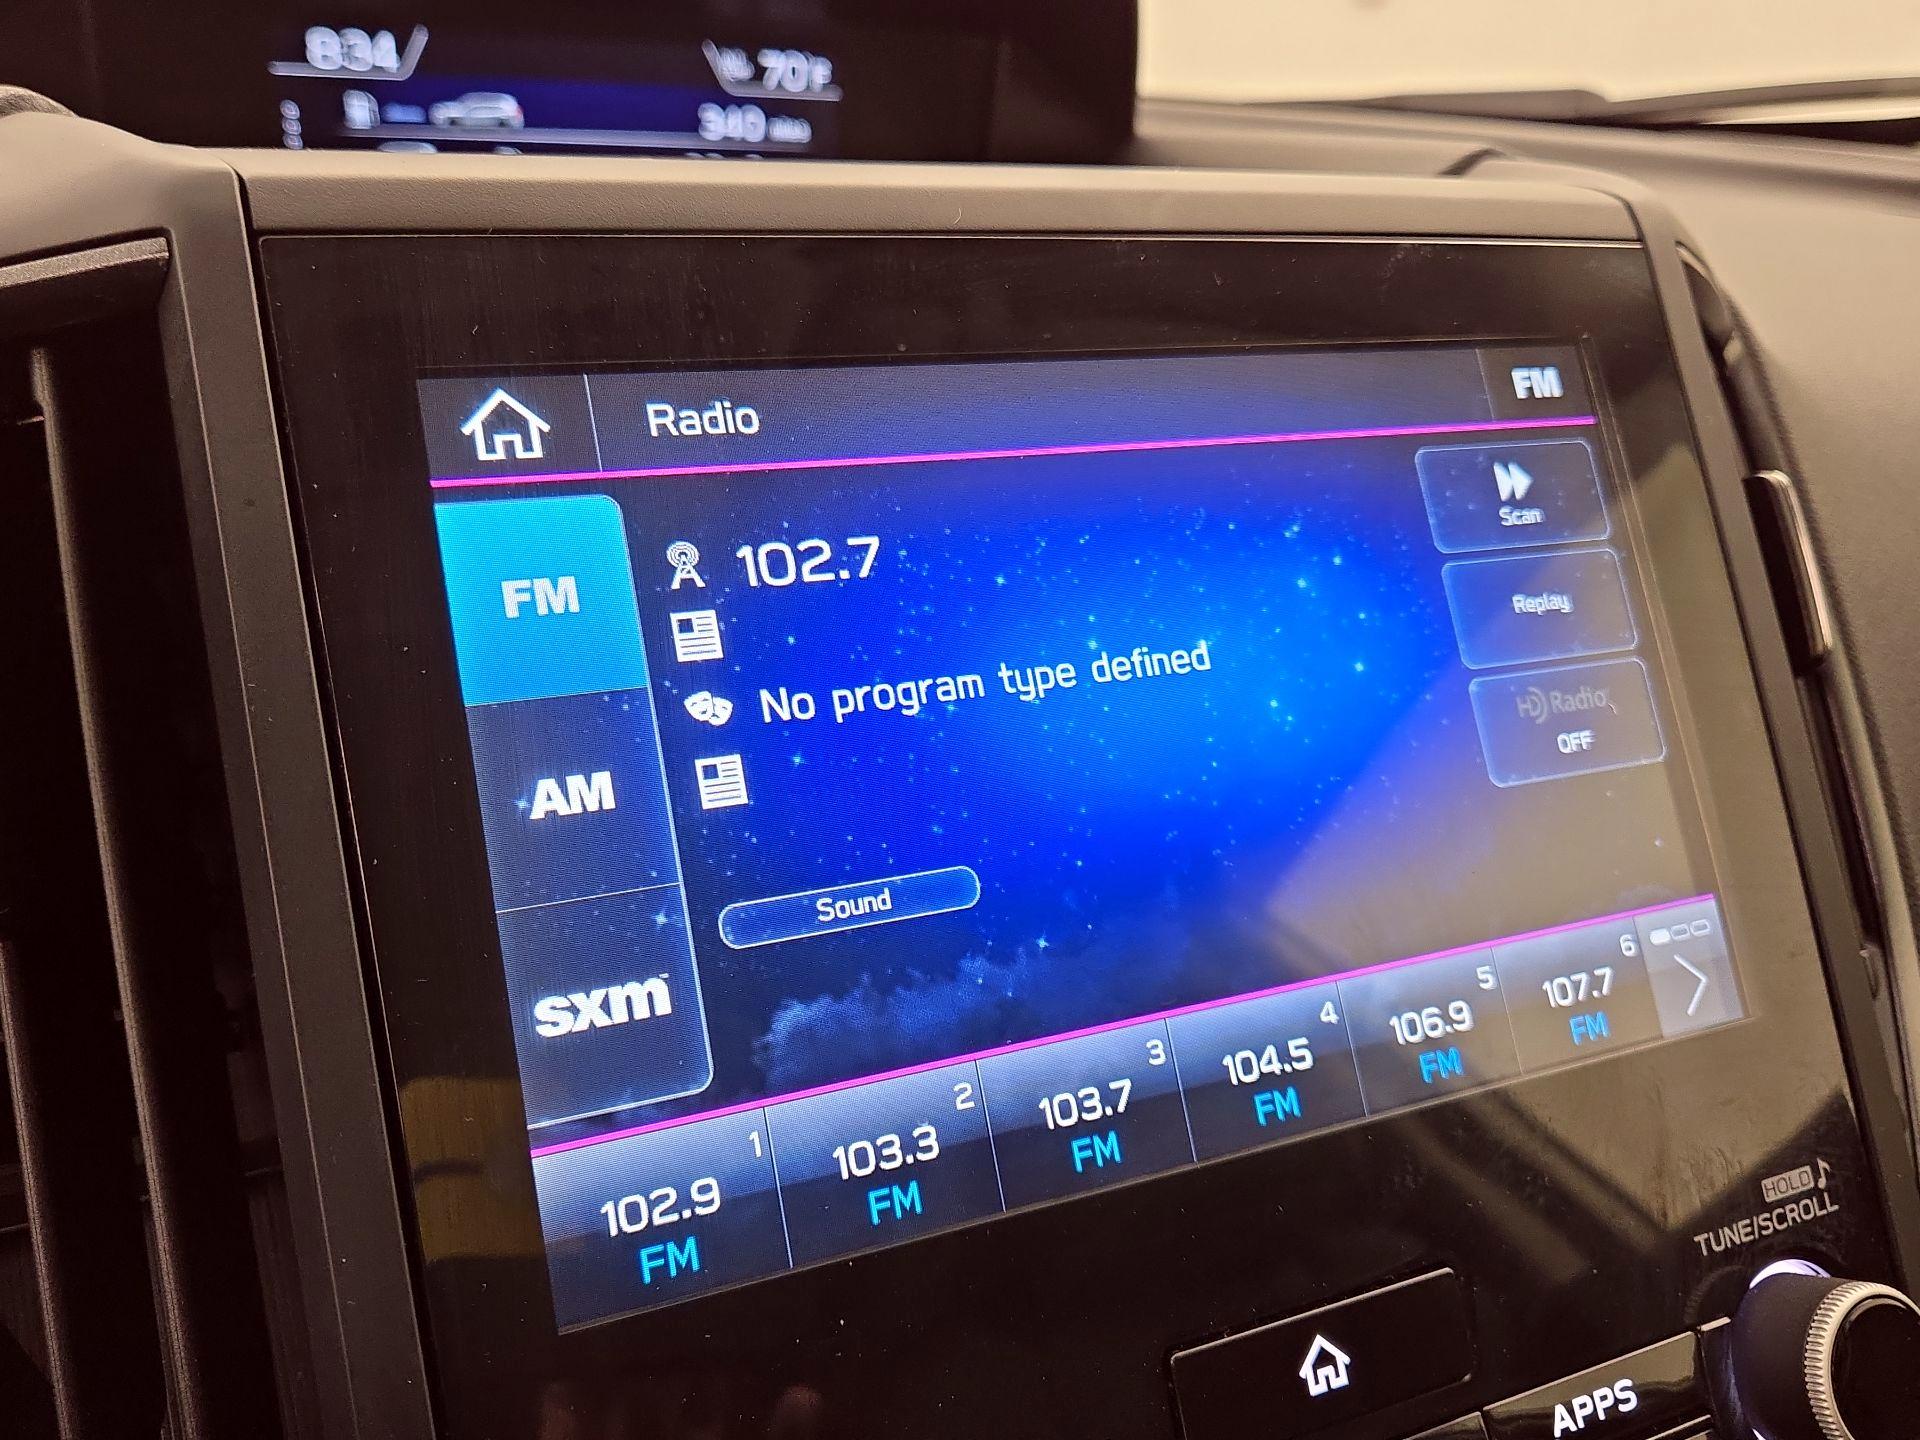 834
70°F
340 miles
Radio
FM
FM
AM
sxm
102.7
No program type defined
Sound
Scan
Replay
HD Radio
OFF
1
102.9
FM
2
103.3
FM
3
103.7
FM
4
104.5
FM
5
106.9
FM
6
107.7
FM
HOLD
TUNE/SCROLL
APPS